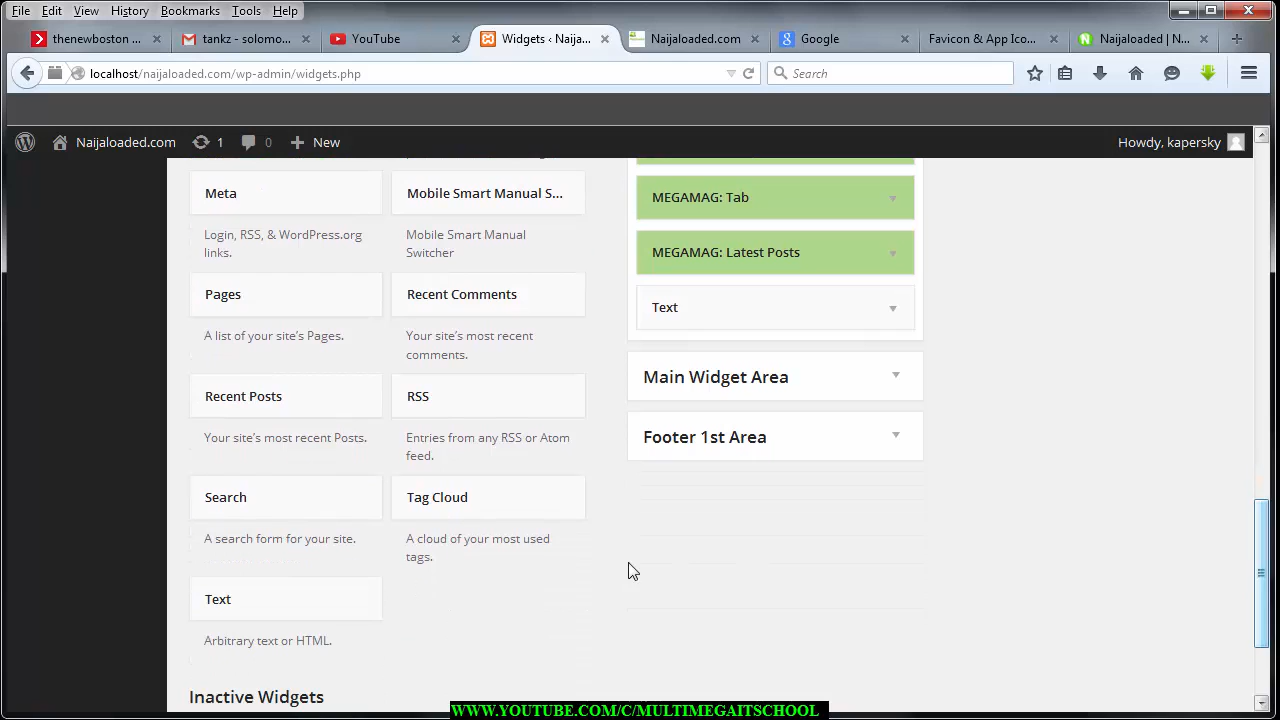 File Edit View History Bookmarks Tools Help
thenewboston × tankz - solomo... × YouTube × Widgets ‹ Naija... × Naijaloaded.com × Google × Favicon & App Ico... × Naijaloaded | N... × +
localhost/naijaloaded.com/wp-admin/widgets.php Search
Naijaloaded.com 1 0 + New Howdy, kapersky
Meta
Login, RSS, & WordPress.org
links.
Mobile Smart Manual S...
Mobile Smart Manual
Switcher
Pages
A list of your site's Pages.
Recent Comments
Your site's most recent
comments.
Recent Posts
Your site's most recent Posts.
RSS
Entries from any RSS or Atom
feed.
Search
A search form for your site.
Tag Cloud
A cloud of your most used
tags.
Text
Arbitrary text or HTML.
Inactive Widgets
MEGAMAG: Tab
MEGAMAG: Latest Posts
Text
Main Widget Area
Footer 1st Area
WWW.YOUTUBE.COM/C/MULTIMEGAITSCHOOL